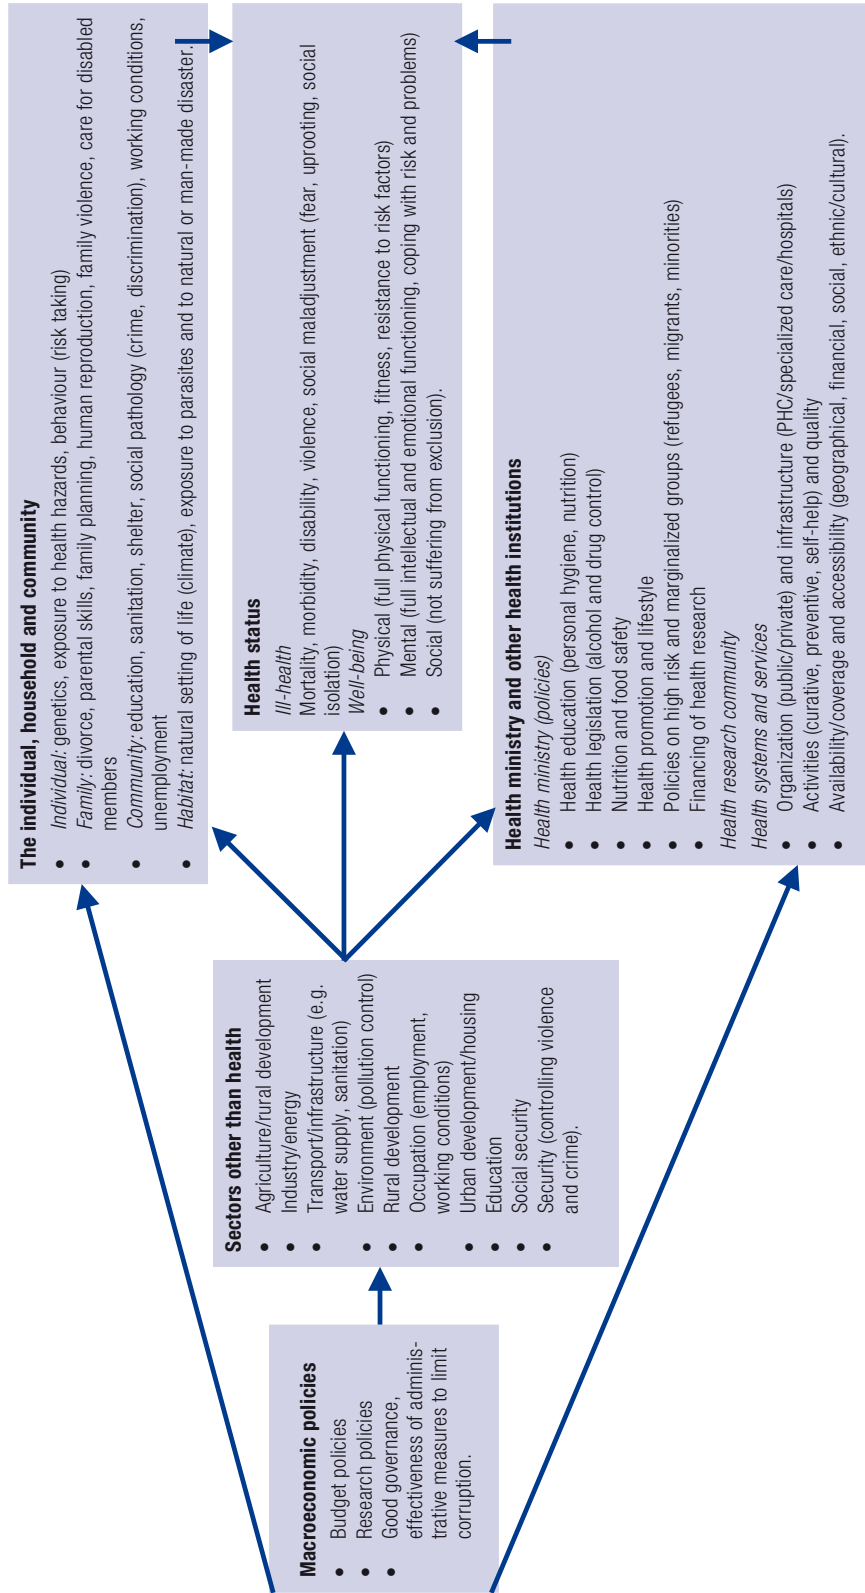 Macroeconomic policies
• Budget policies
• Research policies
• Good governance,
effectiveness of adminis-
trative measures to limit
corruption.
Sectors other than health
• Agriculture/rural development
• Industry/energy
• Transport/infrastructure (e.g.
water supply, sanitation)
• Environment (pollution control)
• Rural development
• Occupation (employment,
working conditions)
• Urban development/housing
• Education
• Social security
• Security (controlling violence
and crime).
The individual, household and community
• Individual: genetics, exposure to health hazards, behaviour (risk taking)
• Family: divorce, parental skills, family planning, human reproduction, family violence, care for disabled
members
• Community: education, sanitation, shelter, social pathology (crime, discrimination), working conditions,
unemployment
• Habitat: natural setting of life (climate), exposure to parasites and to natural or man-made disaster.
Health status
Ill-health
Mortality, morbidity, disability, violence, social maladjustment (fear, uprooting, social
isolation)
Well-being
• Physical (full physical functioning, fitness, resistance to risk factors)
• Mental (full intellectual and emotional functioning, coping with risk and problems)
• Social (not suffering from exclusion).
Health ministry and other health institutions
Health ministry (policies)
• Health education (personal hygiene, nutrition)
• Health legislation (alcohol and drug control)
• Nutrition and food safety
• Health promotion and lifestyle
• Policies on high risk and marginalized groups (refugees, migrants, minorities)
• Financing of health research
Health research community
Health systems and services
• Organization (public/private) and infrastructure (PHC/specialized care/hospitals)
• Activities (curative, preventive, self-help) and quality
• Availability/coverage and accessibility (geographical, financial, social, ethnic/cultural).